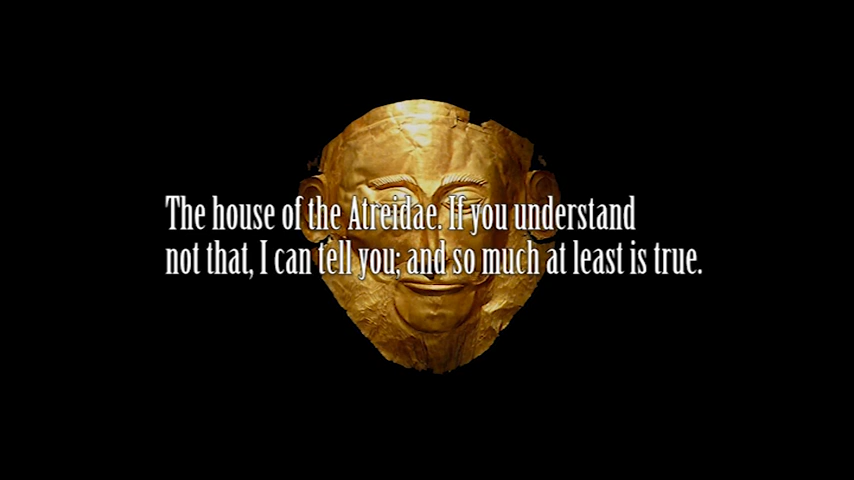 The house of the Atreidae. If you understand
not that, I can tell you; and so much at least is true.